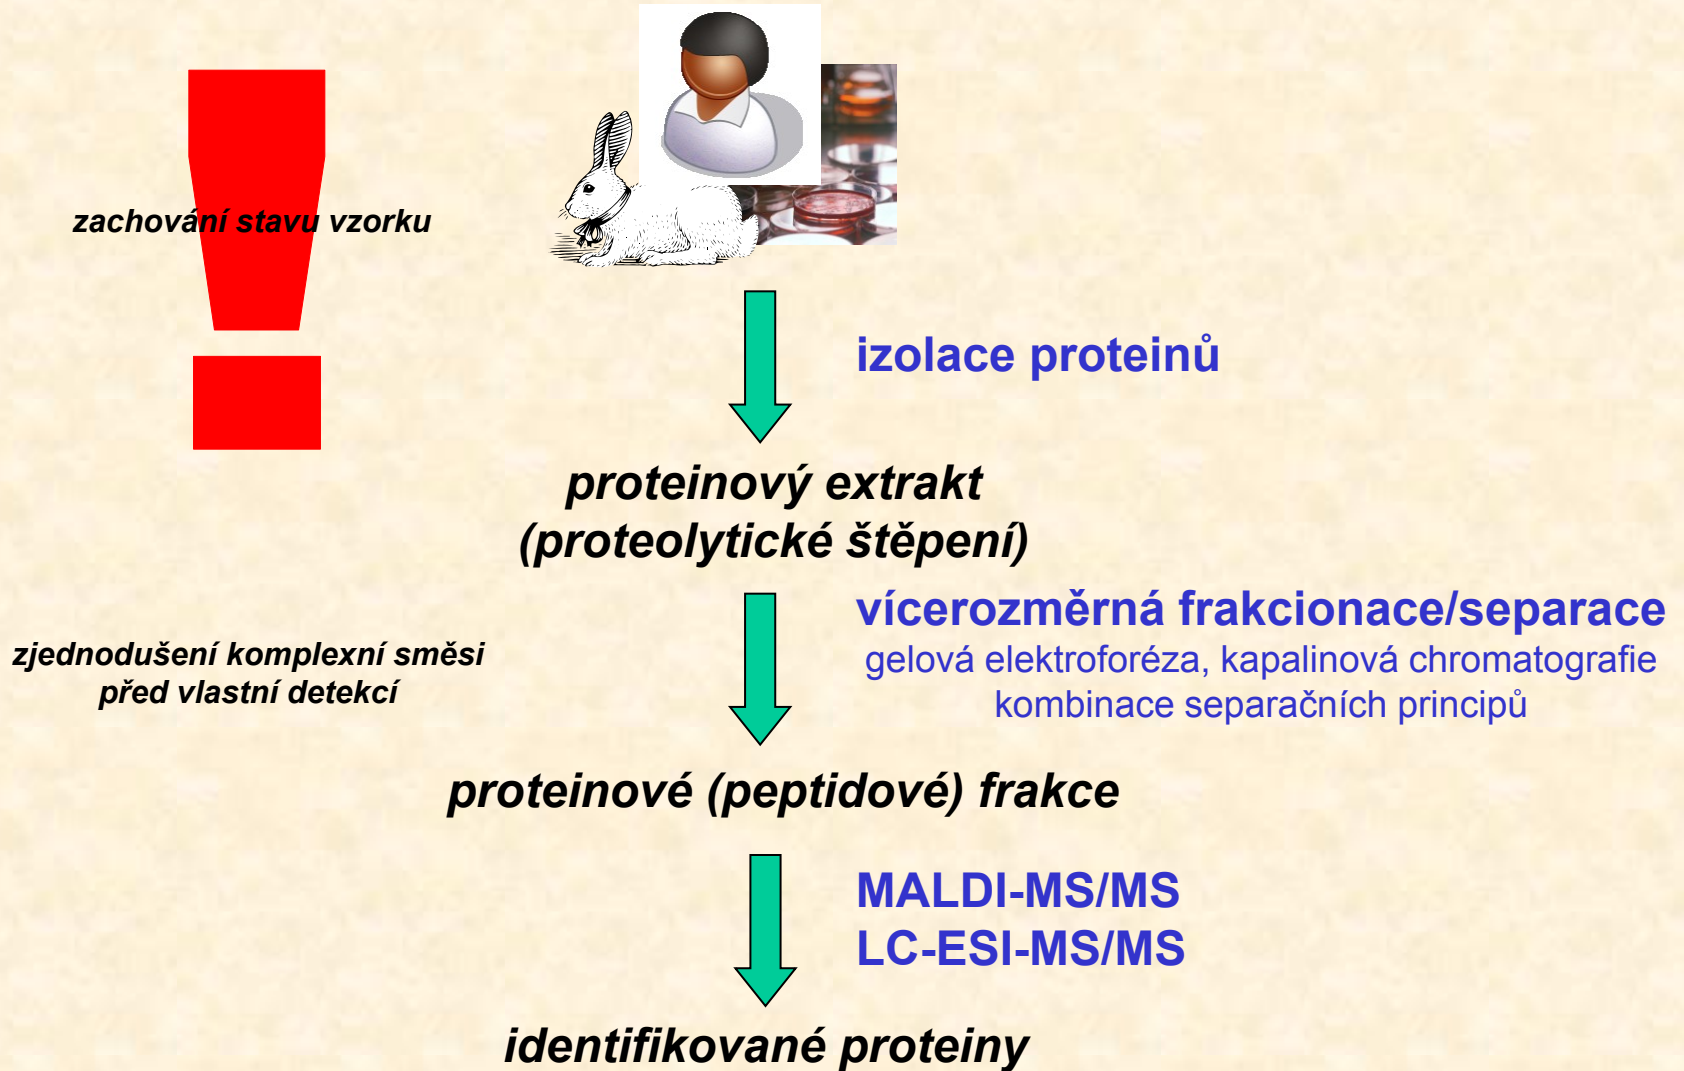 zachování stavu vzorku
izolace proteinů
proteinový extrakt
(proteolytické štěpení)
vícerozměrná frakcionace/separace
gelová elektroforéza, kapalinová chromatografie
kombinace separačních principů
zjednodušení komplexní směsi
před vlastní detekcí
proteinové (peptidové) frakce
MALDI-MS/MS
LC-ESI-MS/MS
identifikované proteiny